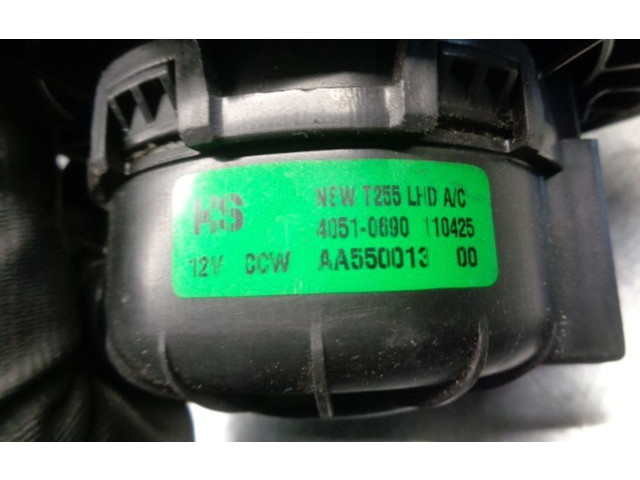 KS NEW T255 LHD A/C
4051-0690 110425
12V CCW AA550013 00